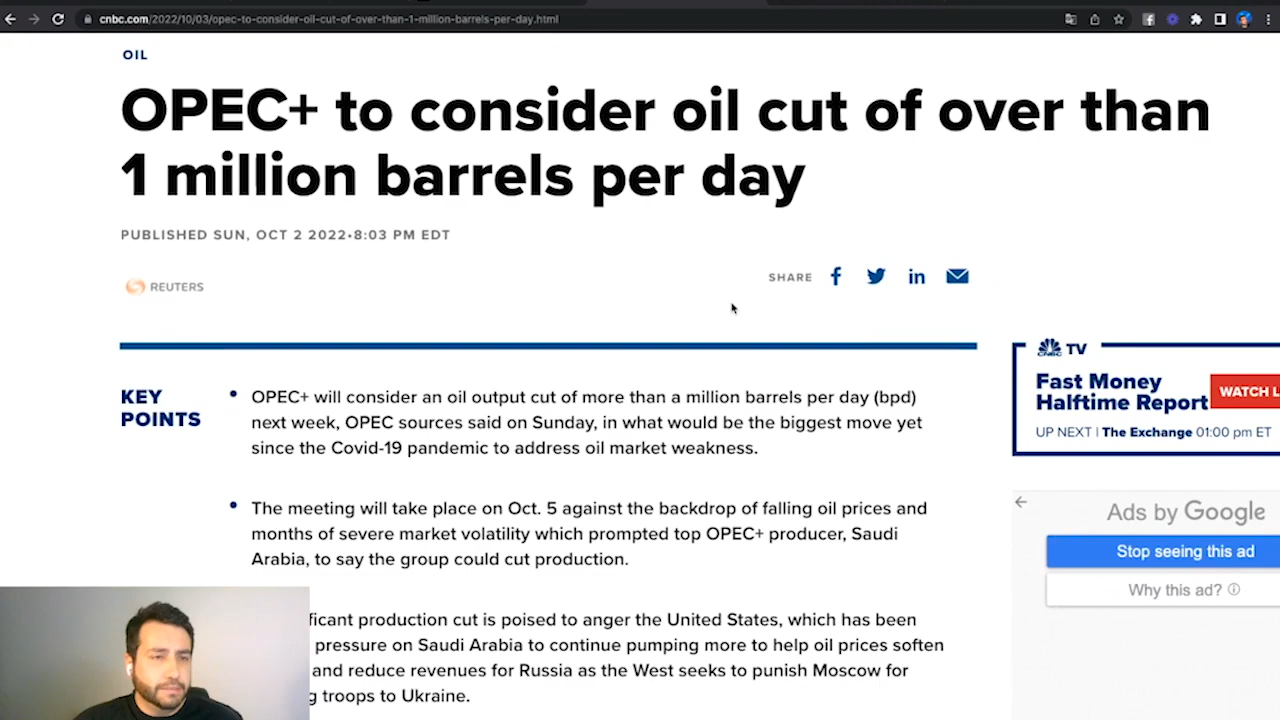 cnbc.com/2022/10/03/opec-to-consider-oil-cut-of-over-than-1-million-barrels-per-day.html
OIL
OPEC+ to consider oil cut of over than
1 million barrels per day
PUBLISHED SUN, OCT 2 2022•8:03 PM EDT
REUTERS
SHARE
KEY
POINTS
OPEC+ will consider an oil output cut of more than a million barrels per day (bpd)
next week, OPEC sources said on Sunday, in what would be the biggest move yet
since the Covid-19 pandemic to address oil market weakness.
The meeting will take place on Oct. 5 against the backdrop of falling oil prices and
months of severe market volatility which prompted top OPEC+ producer, Saudi
Arabia, to say the group could cut production.
ficant production cut is poised to anger the United States, which has been
pressure on Saudi Arabia to continue pumping more to help oil prices soften
and reduce revenues for Russia as the West seeks to punish Moscow for
g troops to Ukraine.
CNBC TV
Fast Money
Halftime Report
WATCH L
UP NEXT | The Exchange 01:00 pm ET
Ads by Google
Stop seeing this ad
Why this ad?